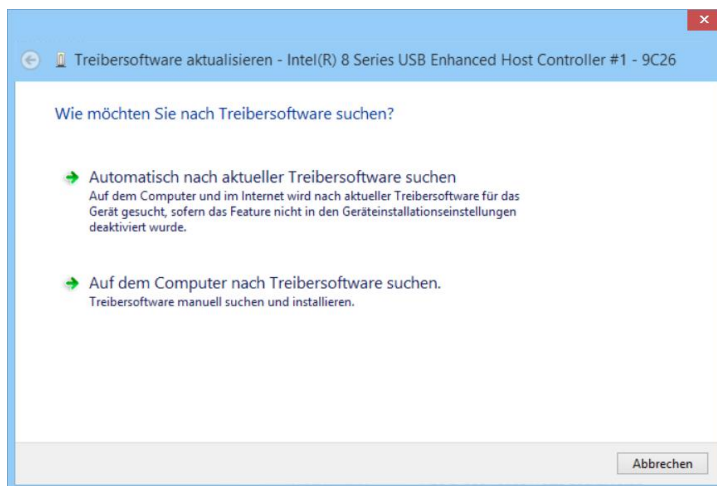 Treibersoftware aktualisieren - Intel(R) 8 Series USB Enhanced Host Controller #1 - 9C26
Wie möchten Sie nach Treibersoftware suchen?
Automatisch nach aktueller Treibersoftware suchen
Auf dem Computer und im Internet wird nach aktueller Treibersoftware für das
Gerät gesucht, sofern das Feature nicht in den Geräteinstallationseinstellungen
deaktiviert wurde.
Auf dem Computer nach Treibersoftware suchen.
Treibersoftware manuell suchen und installieren.
Abbrechen